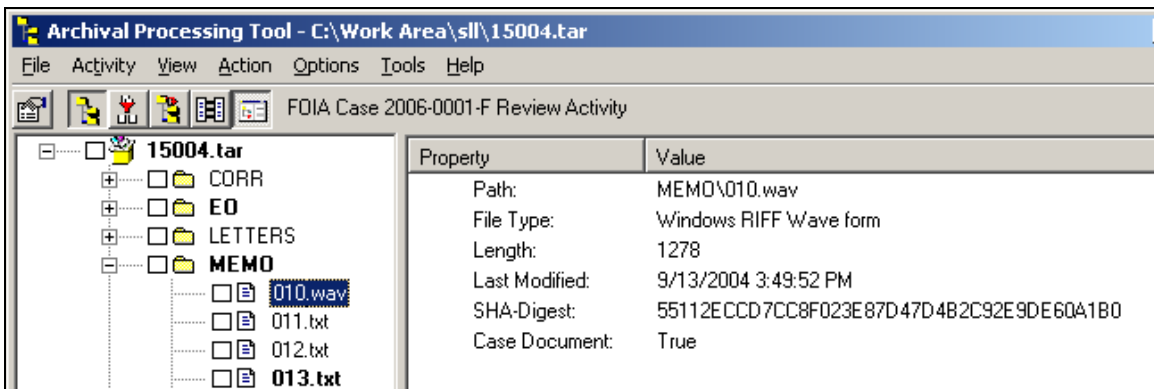 Archival Processing Tool - C:\Work Area\sll\15004.tar
File Activity View Action Options Tools Help
FOIA Case 2006-0001-F Review Activity
15004.tar
CORR
EO
LETTERS
MEMO
010.wav
011.txt
012.txt
013.txt
Property Value
Path: MEMO\010.wav
File Type: Windows RIFF Wave form
Length: 1278
Last Modified: 9/13/2004 3:49:52 PM
SHA-Digest: 55112ECCD7CC8F023E87D47D4B2C92E9DE60A1B0
Case Document: True